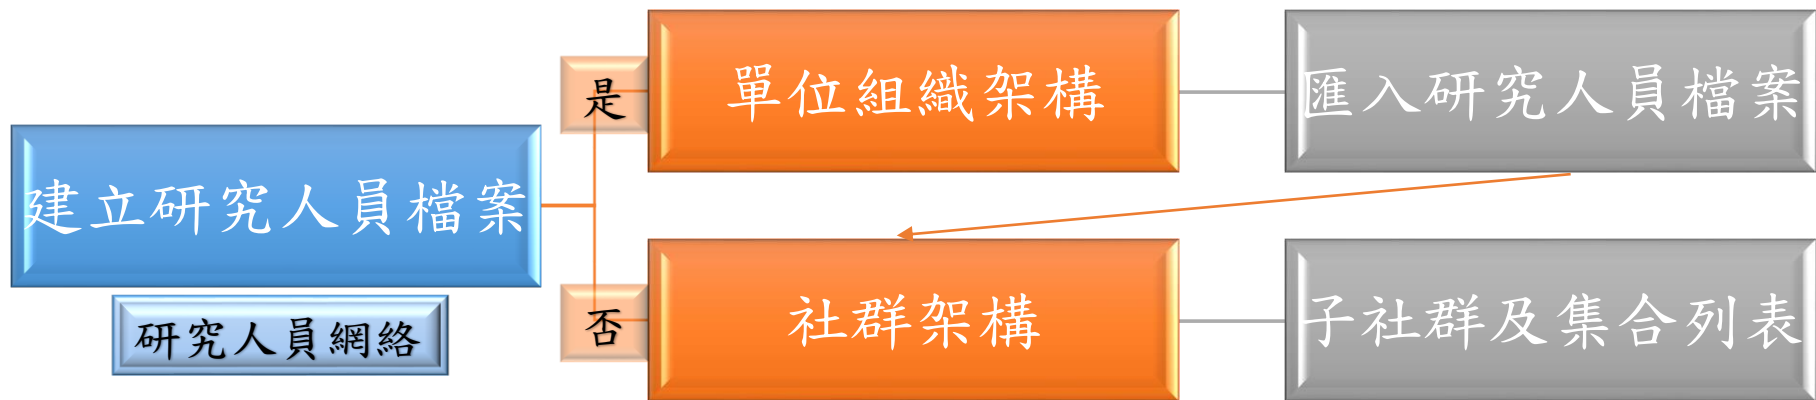 建立研究人員檔案
研究人員網絡
是
單位組織架構
匯入研究人員檔案
否
社群架構
子社群及集合列表